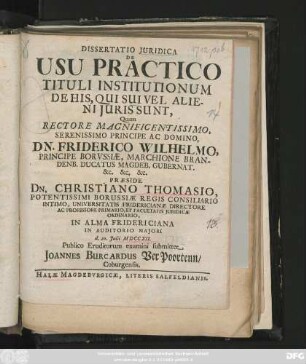 DISSERTATIO JURIDICA
DE
USU PRACTICO
TITULI INSTITUTIONUM
DE HIS, QUI SUI VEL ALIE-
NI JURIS SUNT,
Quam
RECTORE MAGNIFICENTISSIMO,
SERENISSIMO PRINCIPE AC DOMINO,
DN. FRIDERICO WILHELMO,
PRINCIPE BORVSSIÆ, MARCHIONE BRAN-
DENB. DUCATUS MAGDEB. GUBERNAT.
&c. &c. &c.
PRÆSIDE
DN. CHRISTIANO THOMASIO,
POTENTISSIMI BORUSSIÆ REGIS CONSILIARIO
INTIMO, UNIVERSITATIS FRIDERICIANÆ DIRECTORE
AC PROFESSORE PRIMARIO, ET FACULTATIS JURIDICÆ
ORDINARIO,
IN ALMA FRIDERICIANA
IN AUDITORIO MAJORI
Publico Eruditorum examini submittet
JOANNES BURCARDUS Ver Poortenn,
Coburgensis.
HALÆ MAGDEBURGICÆ, LITERIS SALFELDIANIS.